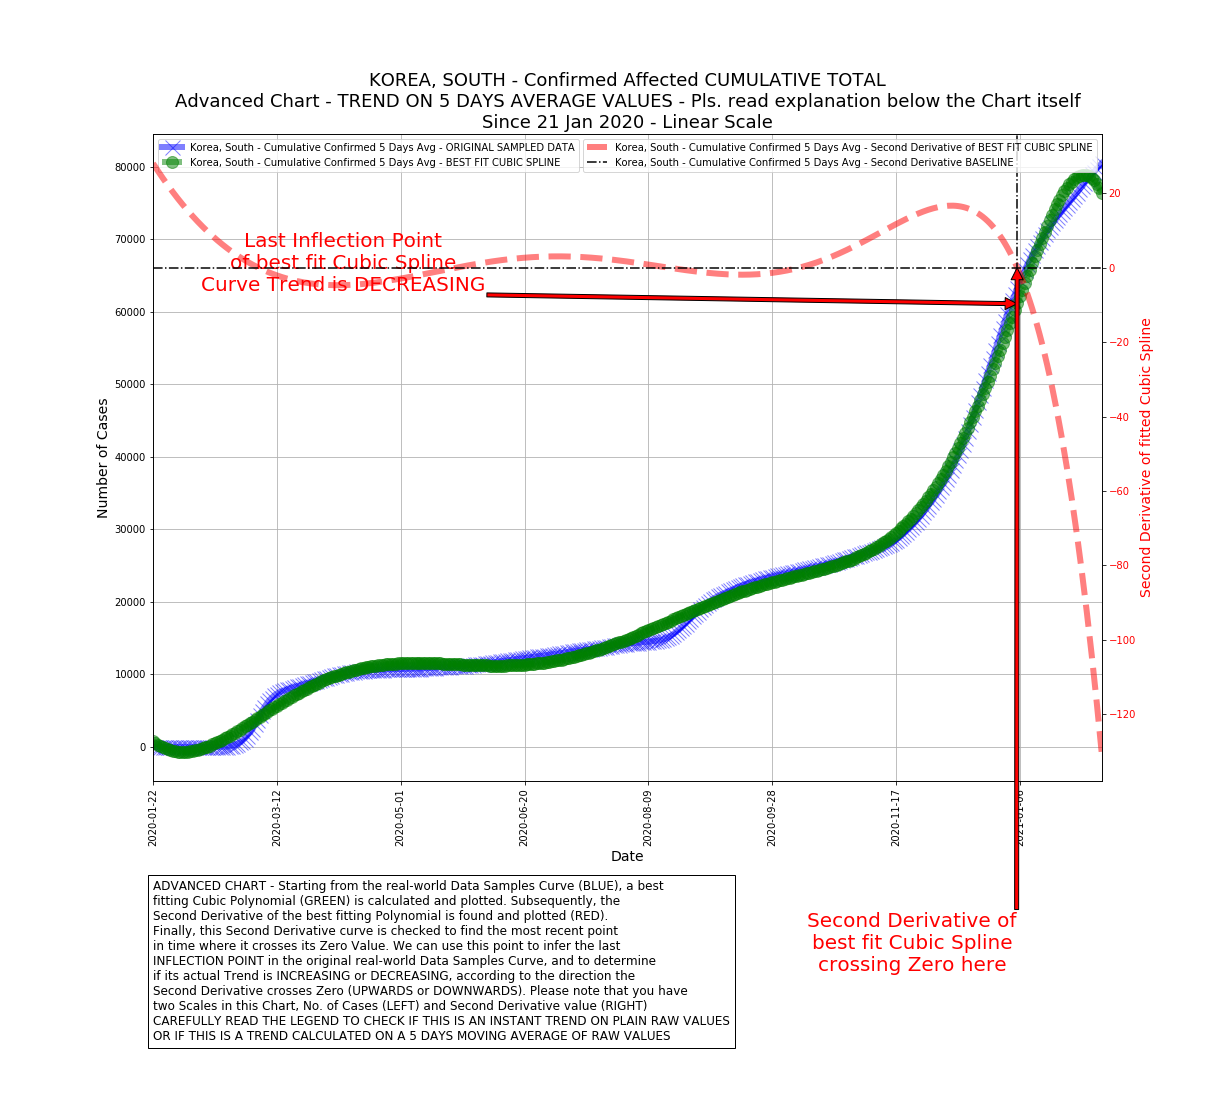 KOREA, SOUTH - Confirmed Affected CUMULATIVE TOTAL
Advanced Chart - TREND ON 5 DAYS AVERAGE VALUES - Pls. read explanation below the Chart itself
Since 21 Jan 2020 - Linear Scale
Korea, South - Cumulative Confirmed 5 Days Avg - ORIGINAL SAMPLED DATA
Korea, South - Cumulative Confirmed 5 Days Avg - BEST FIT CUBIC SPLINE
Korea, South - Cumulative Confirmed 5 Days Avg - Second Derivative of BEST FIT CUBIC SPLINE
Korea, South - Cumulative Confirmed 5 Days Avg - Second Derivative BASELINE
Last Inflection Point
of best fit Cubic Spline
Curve Trend is DECREASING
Number of Cases
80000
70000
60000
50000
40000
30000
20000
10000
0
20
0
−20
−40
−60
−80
−100
−120
Second Derivative of fitted Cubic Spline
2020-01-22
2020-03-12
2020-05-01
2020-06-20
2020-08-09
2020-09-28
2020-11-17
2021-01-06
Date
Second Derivative of
best fit Cubic Spline
crossing Zero here
ADVANCED CHART - Starting from the real-world Data Samples Curve (BLUE), a best
fitting Cubic Polynomial (GREEN) is calculated and plotted. Subsequently, the
Second Derivative of the best fitting Polynomial is found and plotted (RED).
Finally, this Second Derivative curve is checked to find the most recent point
in time where it crosses its Zero Value. We can use this point to infer the last
INFLECTION POINT in the original real-world Data Samples Curve, and to determine
if its actual Trend is INCREASING or DECREASING, according to the direction the
Second Derivative crosses Zero (UPWARDS or DOWNWARDS). Please note that you have
two Scales in this Chart, No. of Cases (LEFT) and Second Derivative value (RIGHT)
CAREFULLY READ THE LEGEND TO CHECK IF THIS IS AN INSTANT TREND ON PLAIN RAW VALUES
OR IF THIS IS A TREND CALCULATED ON A 5 DAYS MOVING AVERAGE OF RAW VALUES